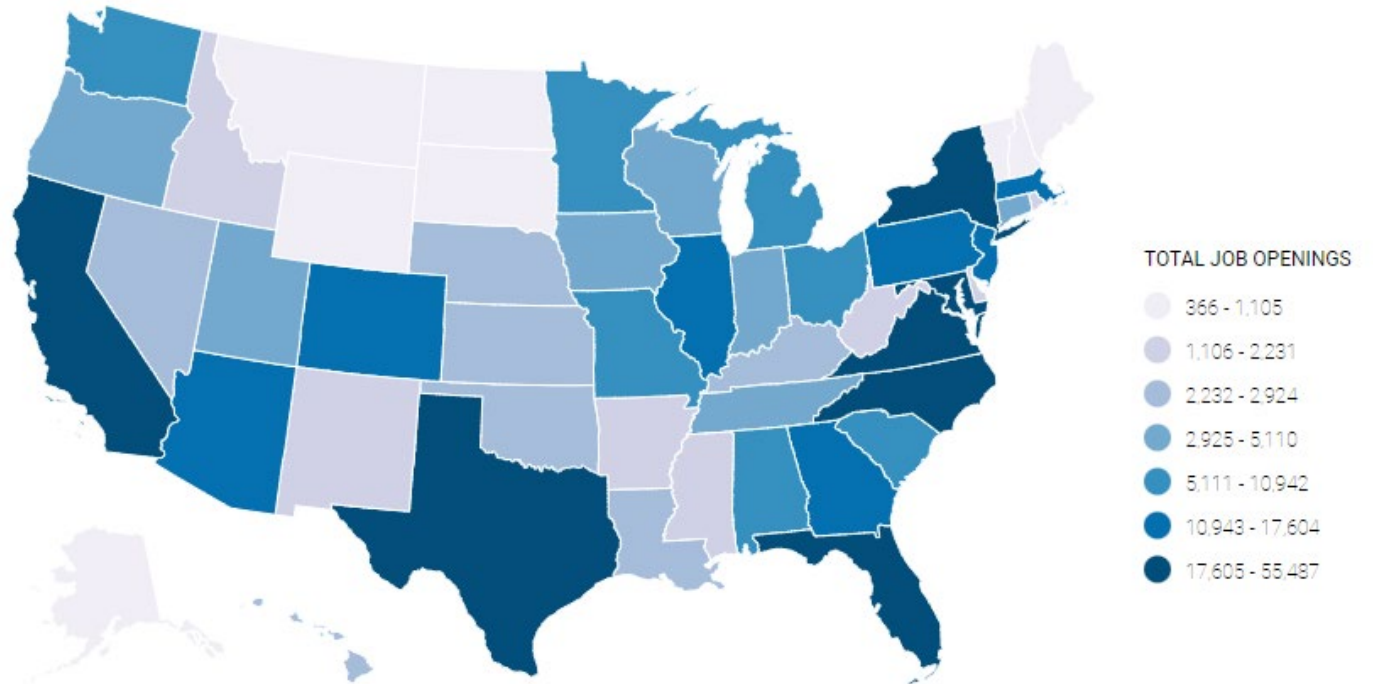 TOTAL JOB OPENINGS
366 - 1,105
1,106 - 2,231
2,232 - 2,924
2,925 - 5,110
5,111 - 10,942
10,943 - 17,604
17,605 - 55,487